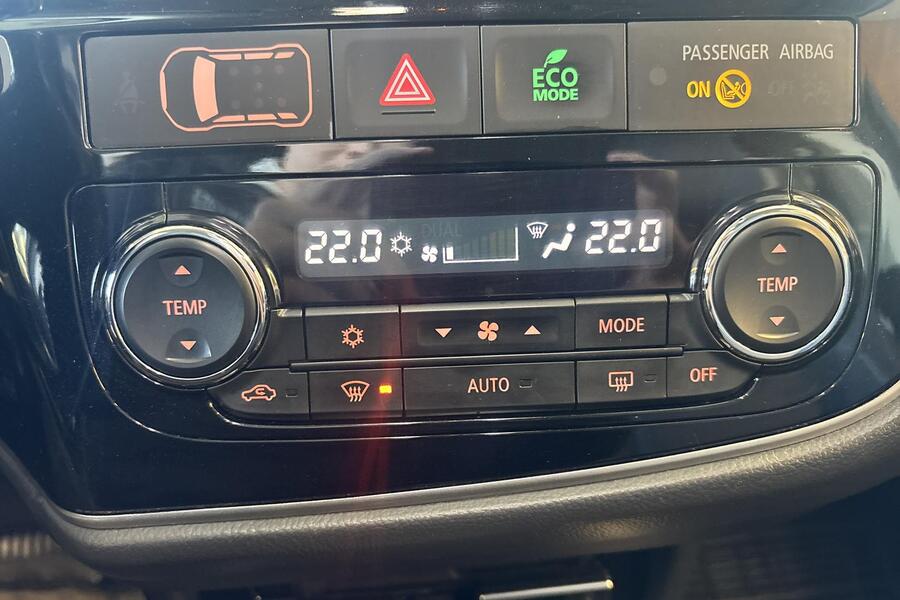 ECO
MODE
PASSENGER AIRBAG
ON OFF
22.0 DUAL 22.0
TEMP
TEMP
MODE
AUTO
OFF